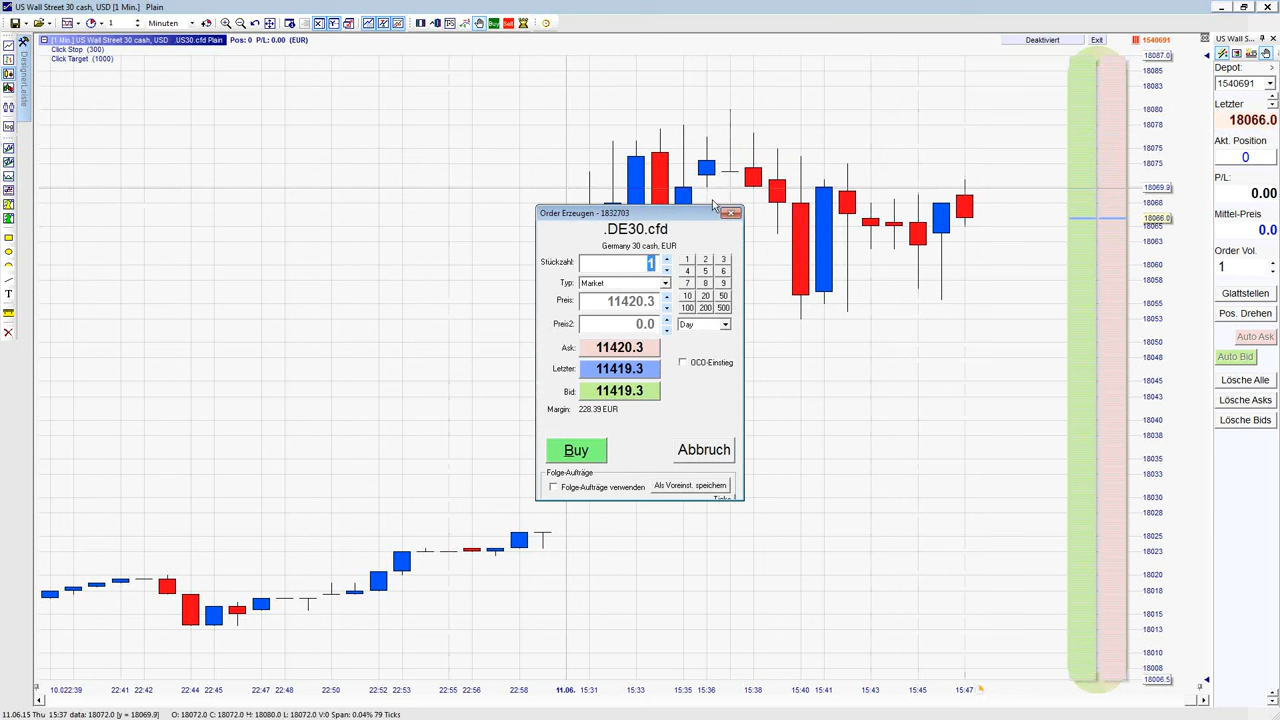 US Wall Street 30 cash, USD [1 Min.] Plain
1 Minuten
Buy Sell
[1 Min.] US Wall Street 30 cash, USD .US30.cfd Plain Pos: 0 P/L: 0.00 (EUR)
Click Stop (300)
Click Target (1000)
Deaktiviert Exit 1540691
DesignerLeiste
log
T
18087.0
18085
18083
18080
18078
18075
18073
18069.9
18068
18066.0
18065
18063
18060
18058
18055
18053
18050
18048
18045
18043
18040
18038
18035
18033
18030
18028
18025
18023
18020
18018
18015
18013
18010
18008
18006.5
Order Erzeugen - 1832703
.DE30.cfd
Germany 30 cash, EUR
Stückzahl: 1
1 2 3
Typ: Market
4 5 6
7 8 9
Preis: 11420.3
10 20 50
100 200 500
Preis2: 0.0 Day
Ask: 11420.3
OCO-Einstieg
Letzter: 11419.3
Bid: 11419.3
Margin: 228.39 EUR
Buy Abbruch
Folge-Aufträge
Folge-Aufträge verwenden Als Voreinst. speichern
US Wall S...
Depot:
1540691
Letzter
18066.0
Akt. Position
0
P/L:
0.00
Mittel-Preis
0.0
Order Vol.
1
Glattstellen
Pos. Drehen
Auto Ask
Auto Bid
Lösche Alle
Lösche Asks
Lösche Bids
10.0 22:39 22:41 22:42 22:44 22:45 22:47 22:50 22:52 22:55 22:58 11.06. 15:31 15:33 15:35 15:36 15:38 15:40 15:41 15:43 15:45 15:47
11.06.15 Thu 15:37 data: 18072.0 [y = 18069.9] O: 18072.0 C: 18072.0 H: 18080.0 L: 18072.0 V:0 Span: 0.04% 79 Ticks